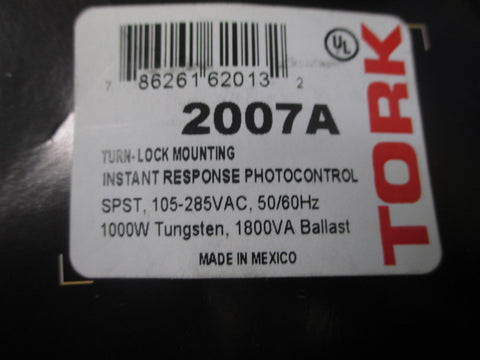 7 86261 62013 2
UL
2007A
TURN-LOCK MOUNTING
INSTANT RESPONSE PHOTOCONTROL
SPST, 105-285VAC, 50/60Hz
1000W Tungsten, 1800VA Ballast
MADE IN MEXICO
TORK